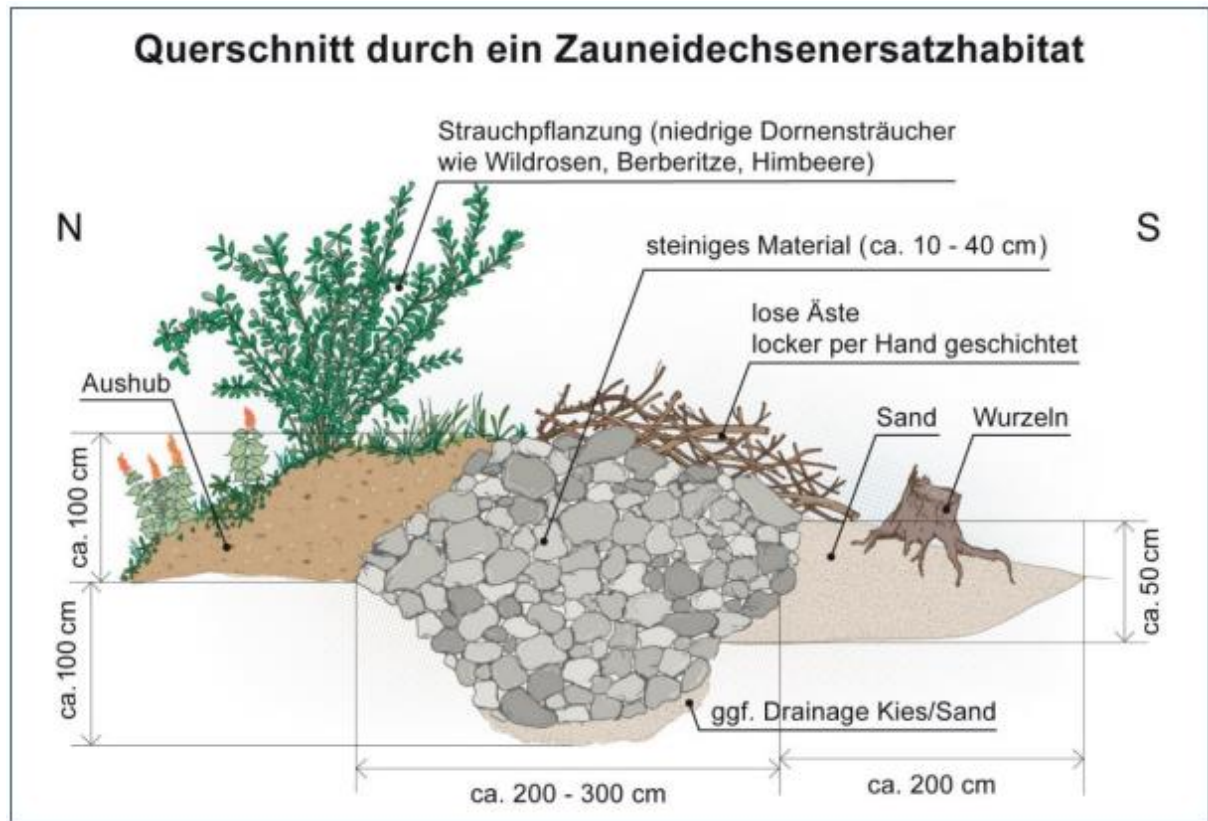 Querschnitt durch ein Zauneidechsenersatzhabitat
Strauchpflanzung (niedrige Dornensträucher
wie Wildrosen, Berberitze, Himbeere)
N
S
steiniges Material (ca. 10 - 40 cm)
lose Äste
locker per Hand geschichtet
Aushub
Sand
Wurzeln
ca. 100 cm
ca. 50 cm
ca. 100 cm
ggf. Drainage Kies/Sand
ca. 200 - 300 cm
ca. 200 cm